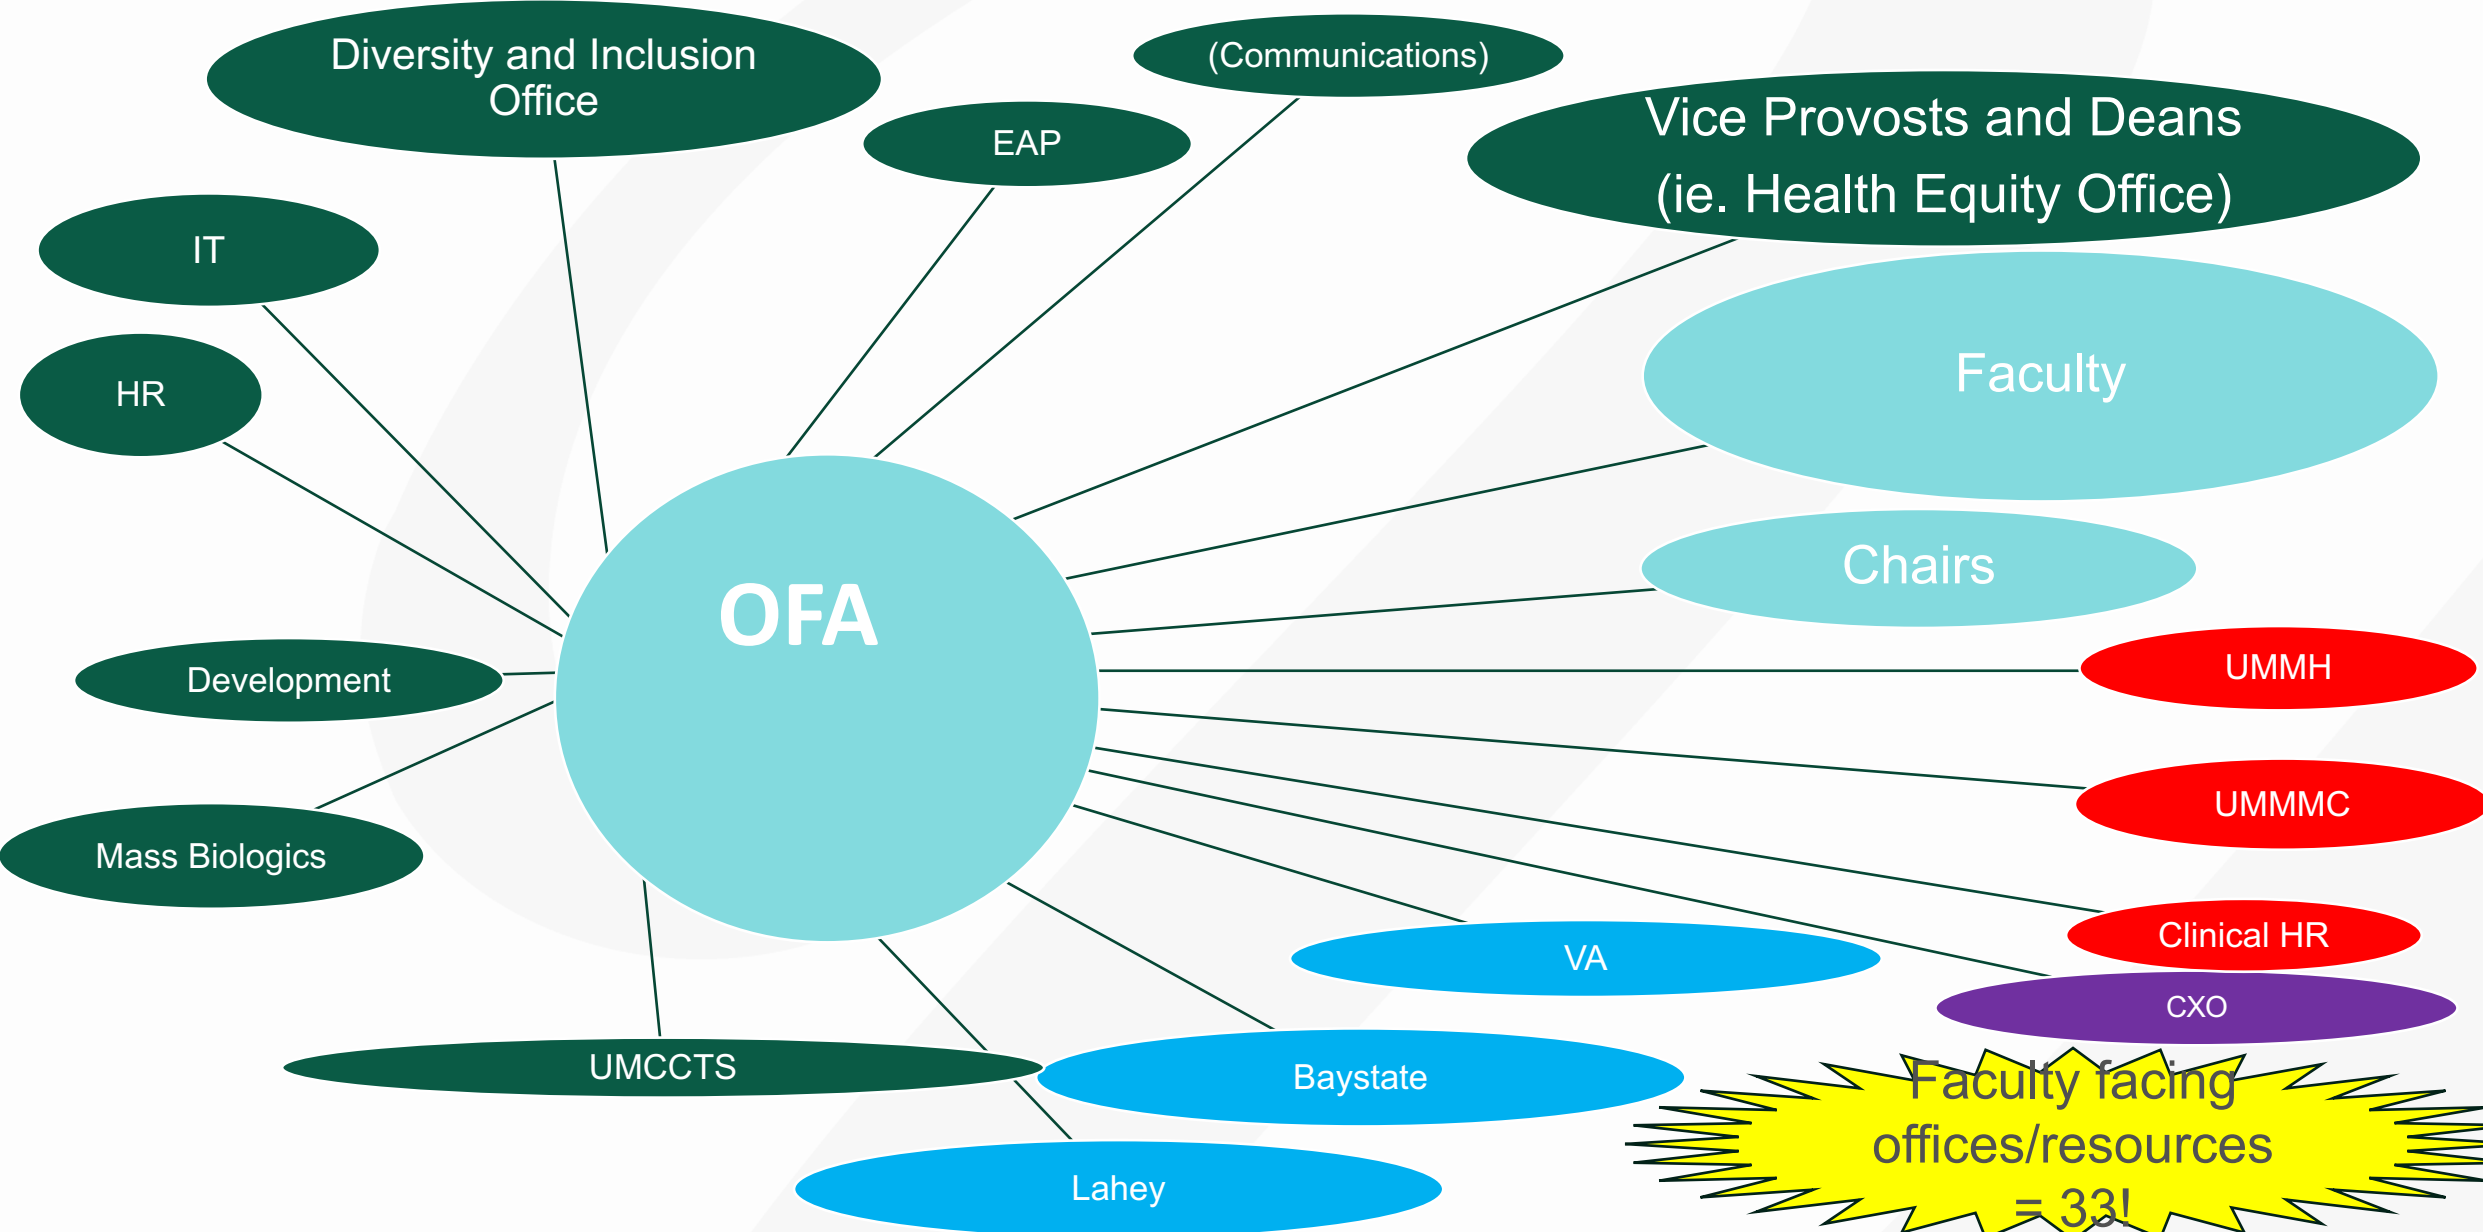 Diversity and Inclusion
Office
(Communications)
EAP
Vice Provosts and Deans
(ie. Health Equity Office)
IT
HR
Faculty
Chairs
OFA
Development
UMMH
UMMMC
Mass Biologics
Clinical HR
VA
CXO
UMCCTS
Baystate
Lahey
Faculty facing
offices/resources
= 33!